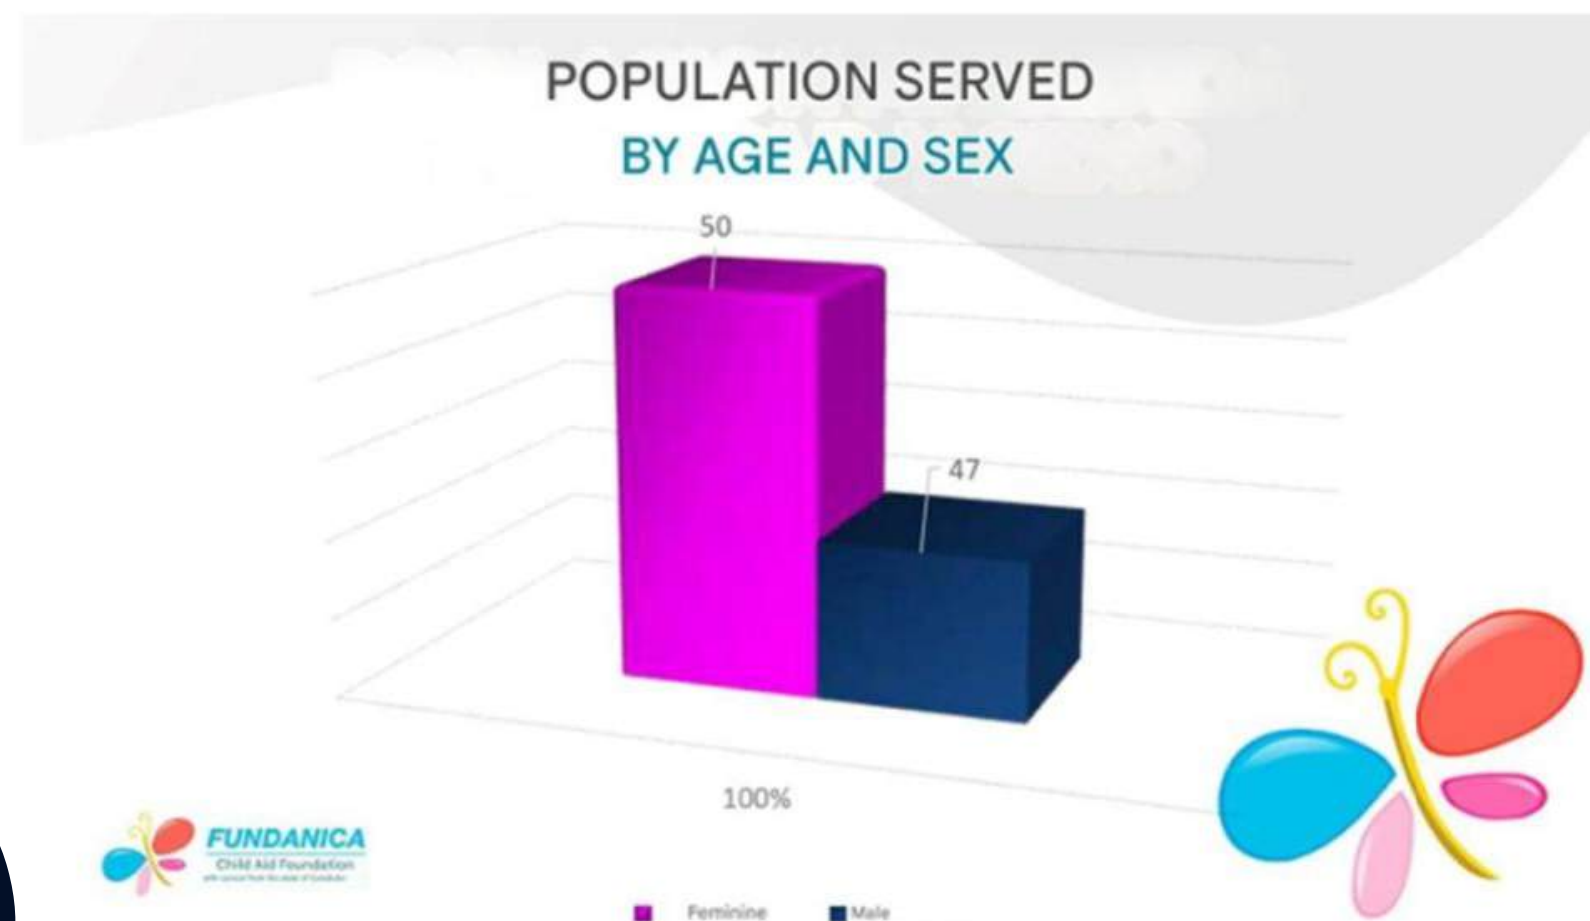 POPULATION SERVED
BY AGE AND SEX
50
47
100%
FUNDANICA
Child Aid Foundation
Feminine
Male